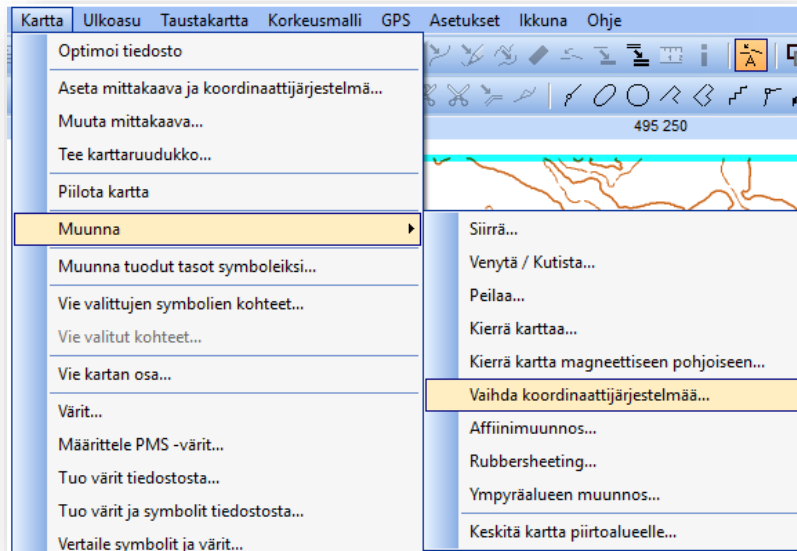 Kartta Ulkoasu Taustakartta Korkeusmalli GPS Asetukset Ikkuna Ohje
Optimoi tiedosto
Aseta mittakaava ja koordinaattijärjestelmä...
Muuta mittakaava...
Tee karttaruudukko...
Piilota kartta
Muunna
Muunna tuodut tasot symboleiksi...
Vie valittujen symbolien kohteet...
Vie valitut kohteet...
Vie kartan osa...
Värit...
Määrittele PMS -värit...
Tuo värit tiedostosta...
Tuo värit ja symbolit tiedostosta...
Vertaile symbolit ja värit...
495 250
Siirrä...
Venytä / Kutista...
Peilaa...
Kierrä karttaa...
Kierrä kartta magneettiseen pohjoiseen...
Vaihda koordinaattijärjestelmää...
Affiinimuunnos...
Rubbersheeting...
Ympyräalueen muunnos...
Keskitä kartta piirtoalueelle...